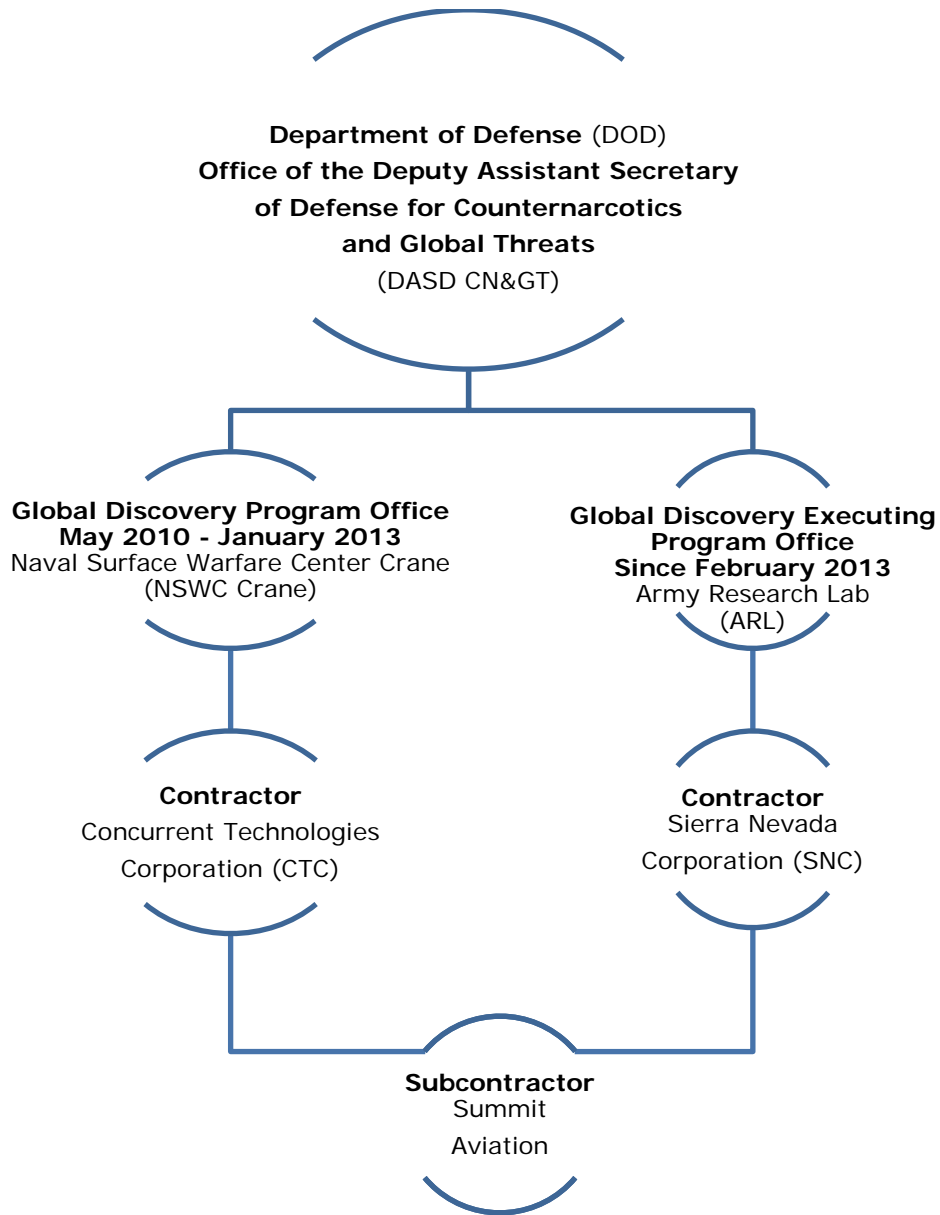 Department of Defense (DOD)
Office of the Deputy Assistant Secretary
of Defense for Counternarcotics
and Global Threats
(DASD CN&GT)
Global Discovery Program Office
May 2010 - January 2013
Naval Surface Warfare Center Crane
(NSWC Crane)
Global Discovery Executing
Program Office
Since February 2013
Army Research Lab
(ARL)
Contractor
Concurrent Technologies
Corporation (CTC)
Contractor
Sierra Nevada
Corporation (SNC)
Subcontractor
Summit
Aviation